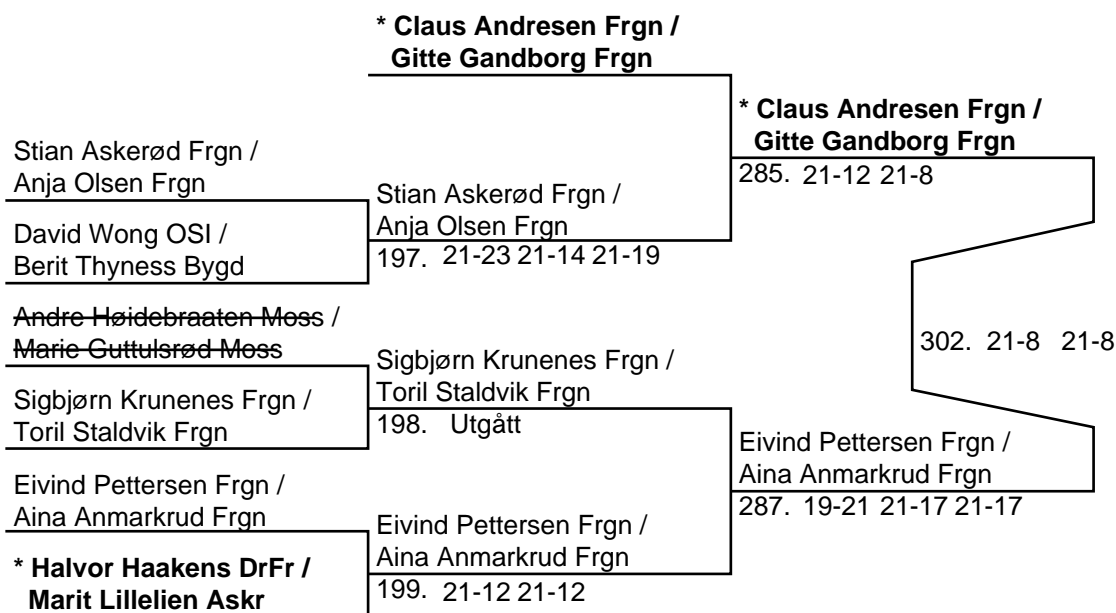 * Claus Andresen Frgn /
Gitte Gandborg Frgn
* Claus Andresen Frgn /
Gitte Gandborg Frgn
285. 21-12 21-8
Stian Askerød Frgn /
Anja Olsen Frgn
Stian Askerød Frgn /
Anja Olsen Frgn
197. 21-23 21-14 21-19
David Wong OSI /
Berit Thyness Bygd
Andre Høidebraaten Moss /
Marie Guttulsrød Moss
302. 21-8 21-8
Sigbjørn Krunenes Frgn /
Toril Staldvik Frgn
198. Utgått
Sigbjørn Krunenes Frgn /
Toril Staldvik Frgn
Eivind Pettersen Frgn /
Aina Anmarkrud Frgn
287. 19-21 21-17 21-17
Eivind Pettersen Frgn /
Aina Anmarkrud Frgn
Eivind Pettersen Frgn /
Aina Anmarkrud Frgn
199. 21-12 21-12
* Halvor Haakens DrFr /
Marit Lillelien Askr